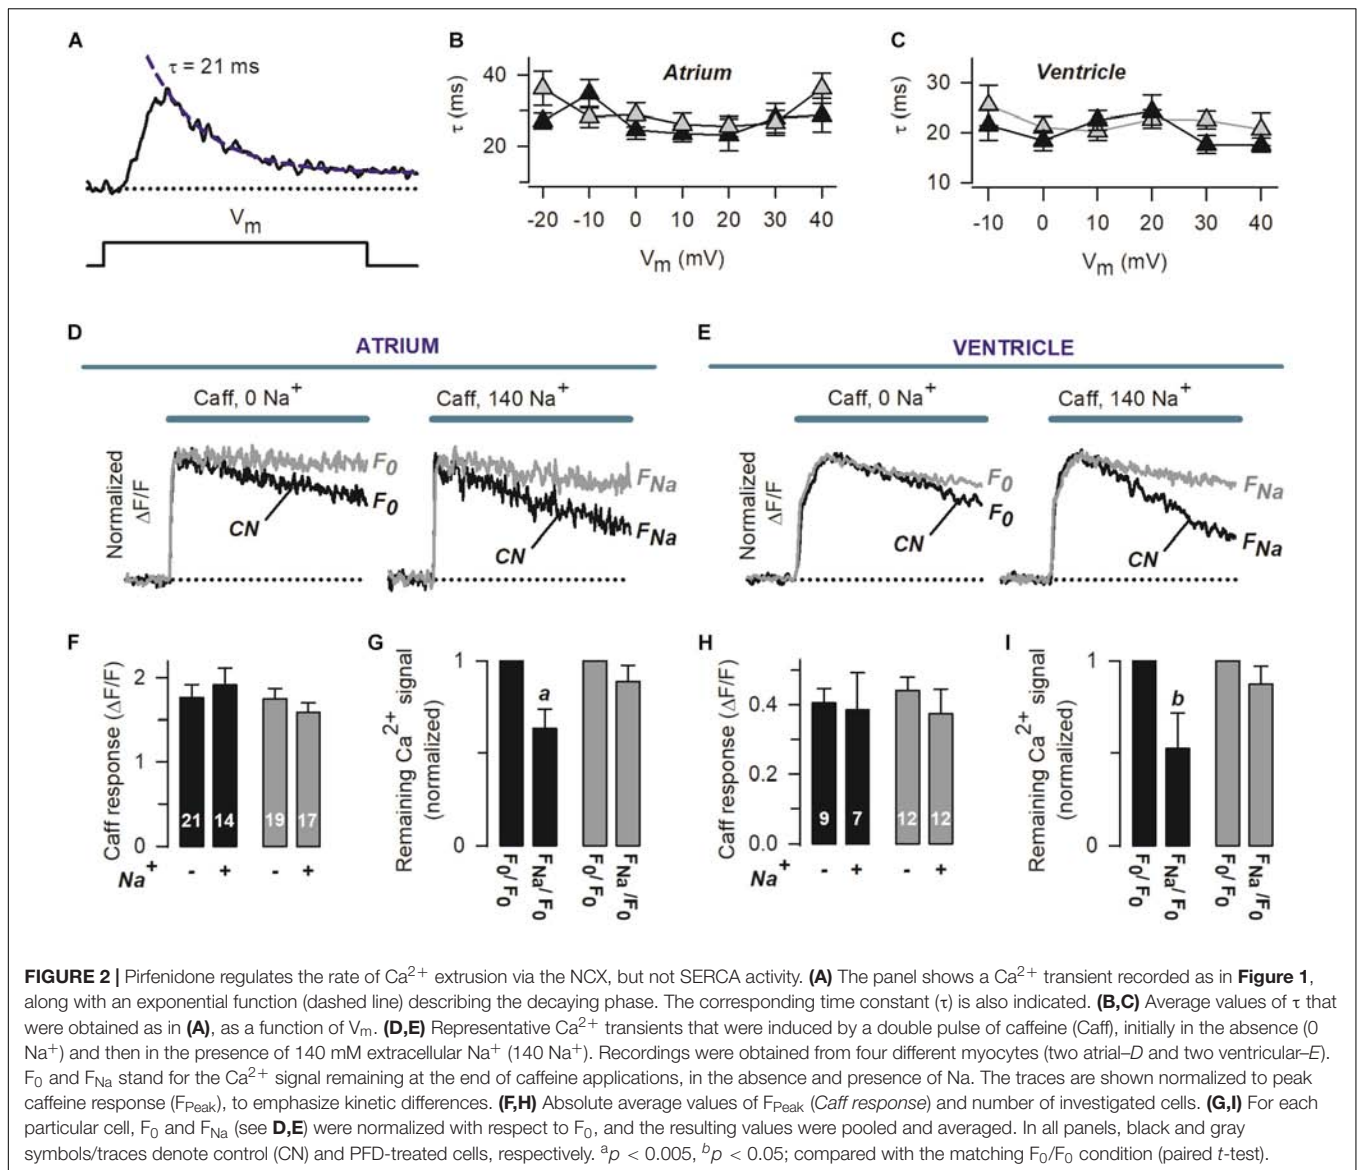 A
τ = 21 ms
Vm
B
Atrium
τ (ms)
40
20
-20 -10 0 10 20 30 40
Vm (mV)
C
Ventricle
τ (ms)
30
20
10
-10 0 10 20 30 40
Vm (mV)
D
ATRIUM
Caff, 0 Na+
Caff, 140 Na+
Normalized
ΔF/F
F0
F0
CN
FNa
FNa
CN
E
VENTRICLE
Caff, 0 Na+
Caff, 140 Na+
Normalized
ΔF/F
F0
F0
CN
FNa
FNa
CN
F
Caff response (ΔF/F)
2
1
0
21 14 19 17
Na+ - + - +
G
Remaining Ca2+ signal
(normalized)
1
0
a
F0/F0 FNa/F0 F0/F0 FNa/F0
H
Caff response (ΔF/F)
0.4
0.2
0.0
9 7 12 12
Na+ - + - +
I
Remaining Ca2+ signal
(normalized)
1
0
b
F0/F0 FNa/F0 F0/F0 FNa/F0
FIGURE 2 | Pirfenidone regulates the rate of Ca2+ extrusion via the NCX, but not SERCA activity. (A) The panel shows a Ca2+ transient recorded as in Figure 1,
along with an exponential function (dashed line) describing the decaying phase. The corresponding time constant (τ) is also indicated. (B,C) Average values of τ that
were obtained as in (A), as a function of Vm. (D,E) Representative Ca2+ transients that were induced by a double pulse of caffeine (Caff), initially in the absence (0
Na+) and then in the presence of 140 mM extracellular Na+ (140 Na+). Recordings were obtained from four different myocytes (two atrial–D and two ventricular–E).
F0 and FNa stand for the Ca2+ signal remaining at the end of caffeine applications, in the absence and presence of Na. The traces are shown normalized to peak
caffeine response (FPeak), to emphasize kinetic differences. (F,H) Absolute average values of FPeak (Caff response) and number of investigated cells. (G,I) For each
particular cell, F0 and FNa (see D,E) were normalized with respect to F0, and the resulting values were pooled and averaged. In all panels, black and gray
symbols/traces denote control (CN) and PFD-treated cells, respectively. ap < 0.005, bp < 0.05; compared with the matching F0/F0 condition (paired t-test).